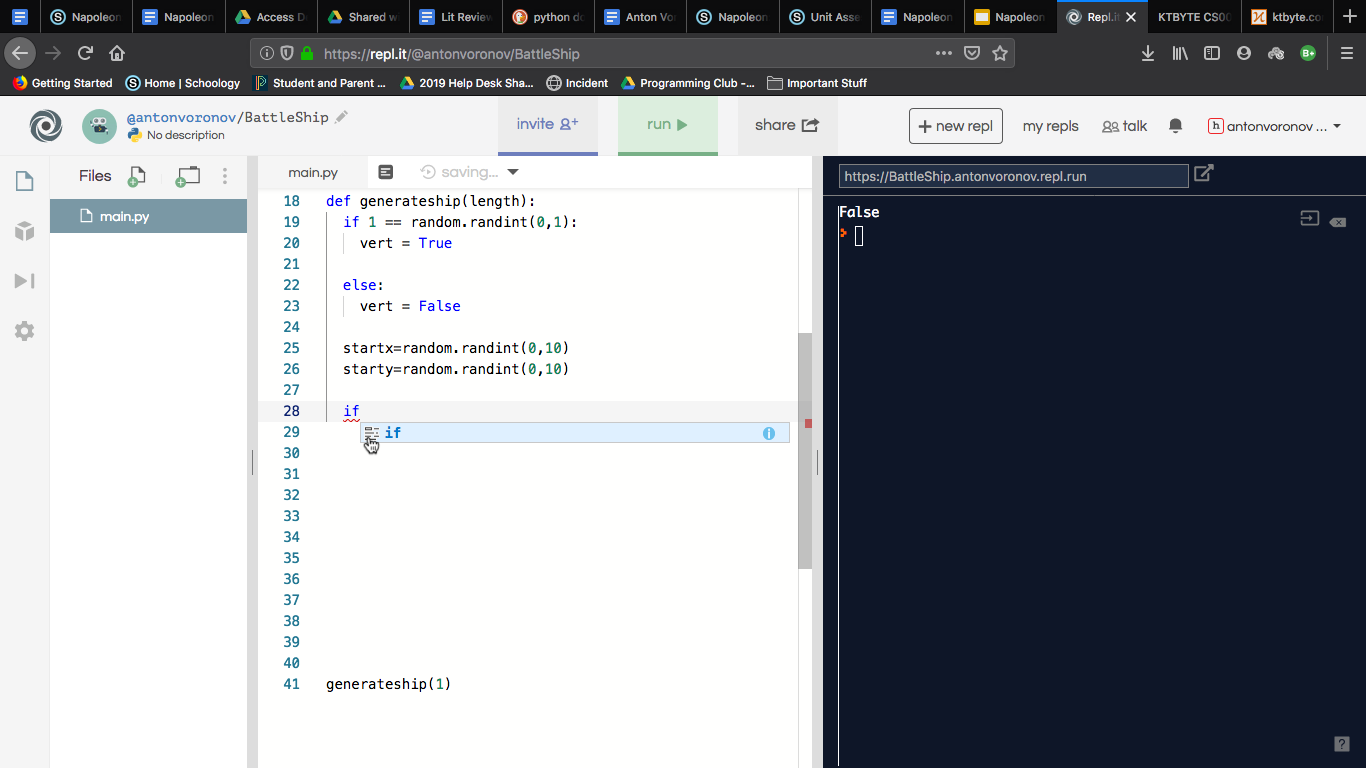 Napoleon
Napoleon
Access D
Shared w
Lit Review
python do
Anton Vo
Napoleon
Unit Asse
Napoleon
Napoleon
Repl.it
KTBYTE CS00
ktbyte.co
https://repl.it/@antonvoronov/BattleShip
Getting Started
Home | Schoology
Student and Parent ...
2019 Help Desk Sha...
Incident
Programming Club -...
Important Stuff
@antonvoronov/BattleShip
No description
invite
run
share
+ new repl
my repls
talk
h antonvoronov ...
Files
main.py
main.py
saving...
https://BattleShip.antonvoronov.repl.run
18 def generateship(length):
19 if 1 == random.randint(0,1):
20 vert = True
21
22 else:
23 vert = False
24
25 startx=random.randint(0,10)
26 starty=random.randint(0,10)
27
28 if
if
29
30
31
32
33
34
35
36
37
38
39
40
41 generateship(1)
False